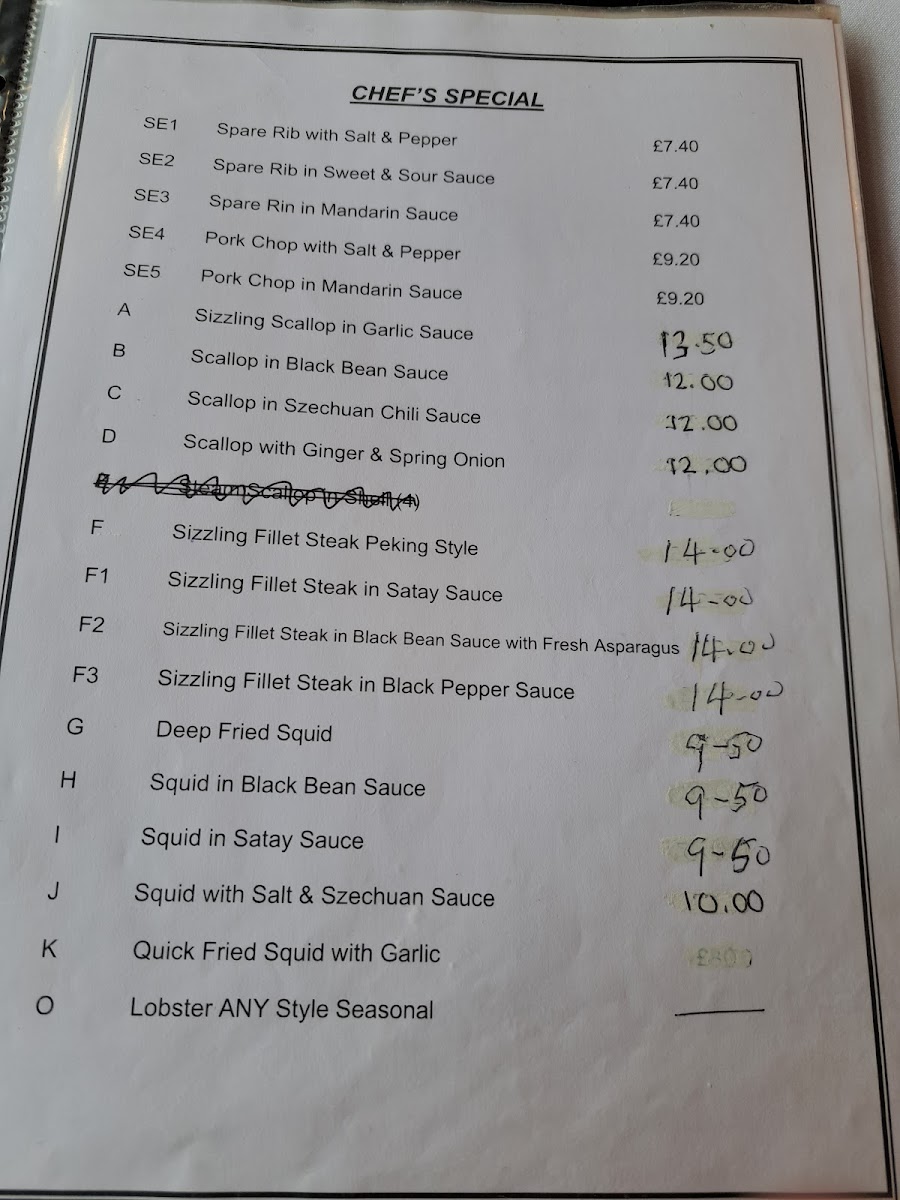 CHEF'S SPECIAL
SE1 Spare Rib with Salt & Pepper £7.40
SE2 Spare Rib in Sweet & Sour Sauce £7.40
SE3 Spare Rin in Mandarin Sauce £7.40
SE4 Pork Chop with Salt & Pepper £9.20
SE5 Pork Chop in Mandarin Sauce £9.20
A Sizzling Scallop in Garlic Sauce 13.50
B Scallop in Black Bean Sauce 12.00
C Scallop in Szechuan Chili Sauce 12.00
D Scallop with Ginger & Spring Onion 12.00
E Steam Scallop in Shell (4)
F Sizzling Fillet Steak Peking Style 14-00
F1 Sizzling Fillet Steak in Satay Sauce 14-00
F2 Sizzling Fillet Steak in Black Bean Sauce with Fresh Asparagus 14.00
F3 Sizzling Fillet Steak in Black Pepper Sauce 14-00
G Deep Fried Squid 9-50
H Squid in Black Bean Sauce 9-50
I Squid in Satay Sauce 9-50
J Squid with Salt & Szechuan Sauce 10.00
K Quick Fried Squid with Garlic
O Lobster ANY Style Seasonal